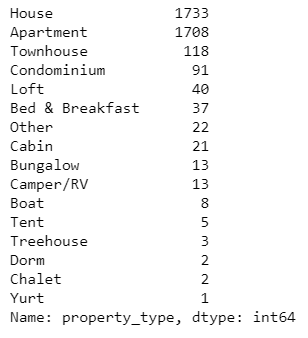 House 1733
Apartment 1708
Townhouse 118
Condominium 91
Loft 40
Bed & Breakfast 37
Other 22
Cabin 21
Bungalow 13
Camper/RV 13
Boat 8
Tent 5
Treehouse 3
Dorm 2
Chalet 2
Yurt 1
Name: property_type, dtype: int64